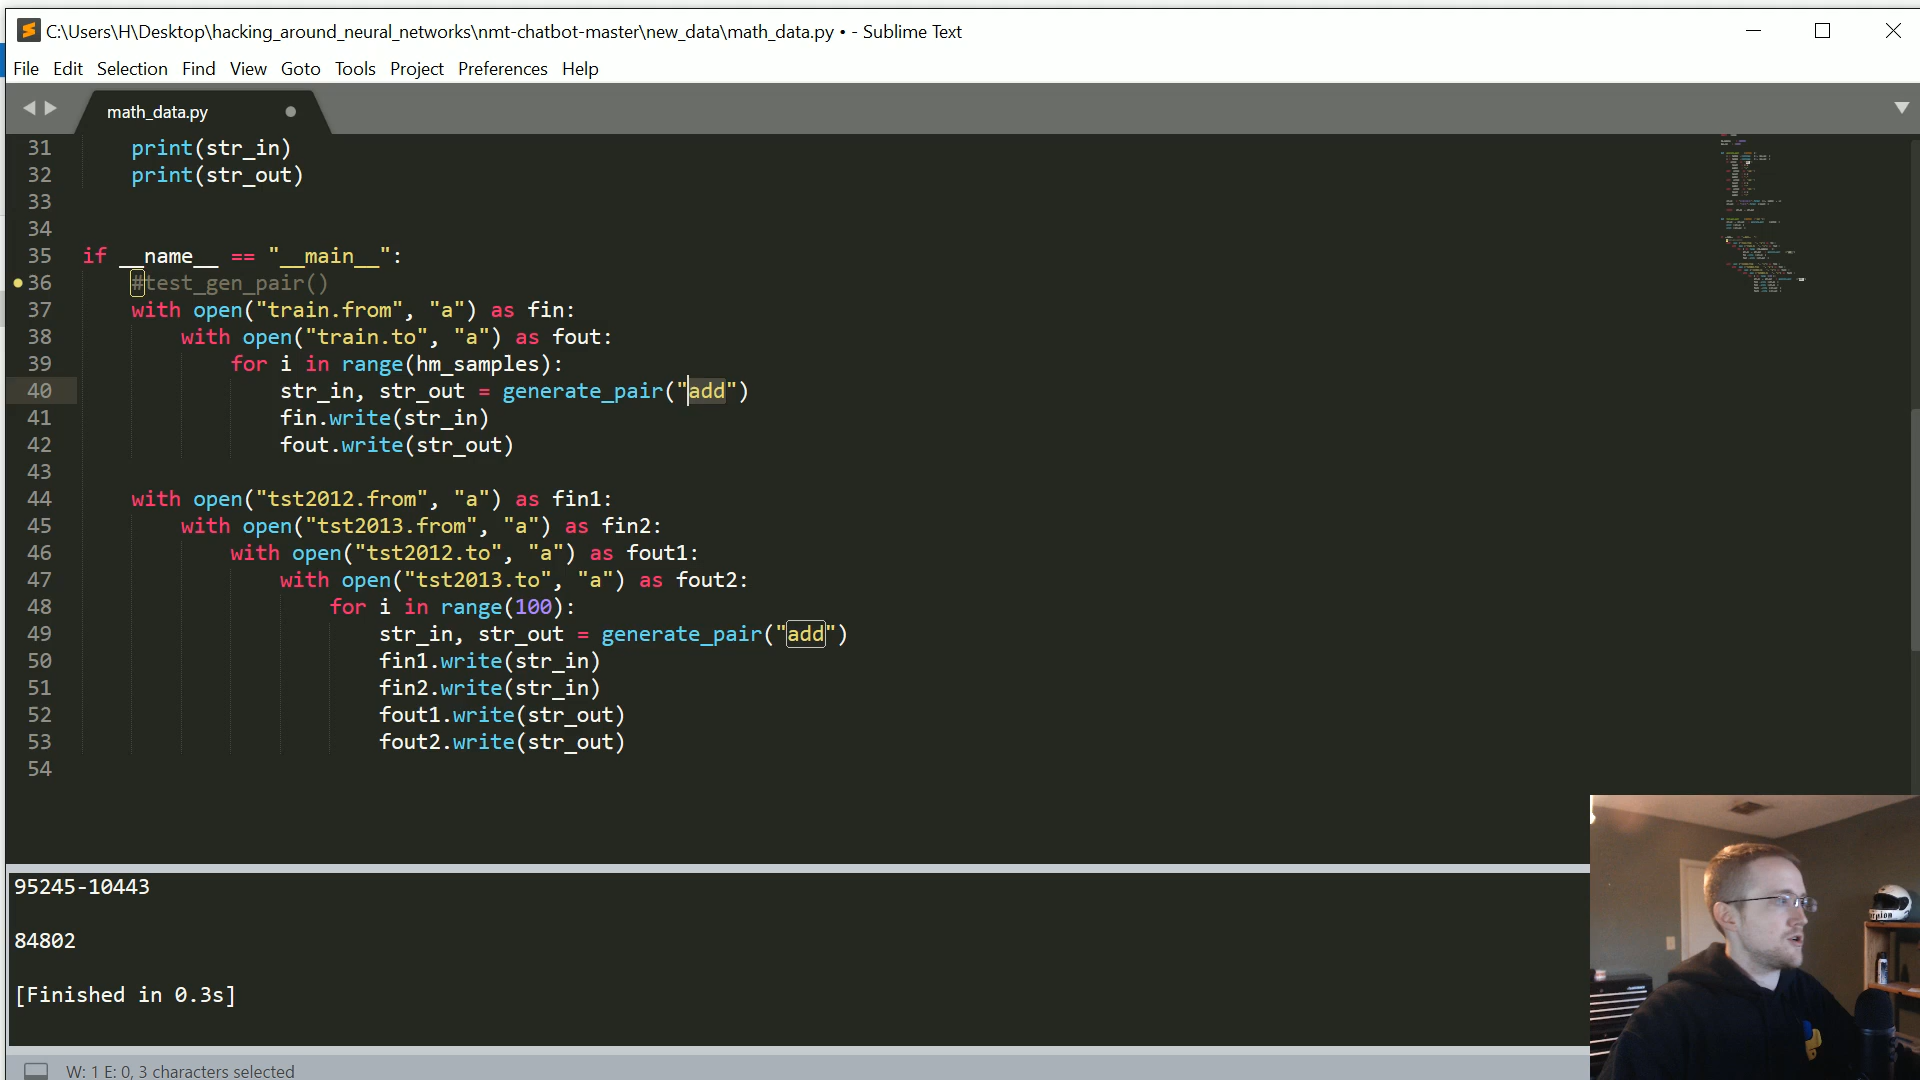 C:\Users\H\Desktop\hacking_around_neural_networks\nmt-chatbot-master\new_data\math_data.py • - Sublime Text
File Edit Selection Find View Goto Tools Project Preferences Help
math_data.py
31 print(str_in)
32 print(str_out)
33
34
35 if __name__ == "__main__":
36 #test_gen_pair()
37 with open("train.from", "a") as fin:
38 with open("train.to", "a") as fout:
39 for i in range(hm_samples):
40 str_in, str_out = generate_pair("add")
41 fin.write(str_in)
42 fout.write(str_out)
43
44 with open("tst2012.from", "a") as fin1:
45 with open("tst2013.from", "a") as fin2:
46 with open("tst2012.to", "a") as fout1:
47 with open("tst2013.to", "a") as fout2:
48 for i in range(100):
49 str_in, str_out = generate_pair("add")
50 fin1.write(str_in)
51 fin2.write(str_in)
52 fout1.write(str_out)
53 fout2.write(str_out)
54
95245-10443
84802
[Finished in 0.3s]
W: 1 E: 0, 3 characters selected